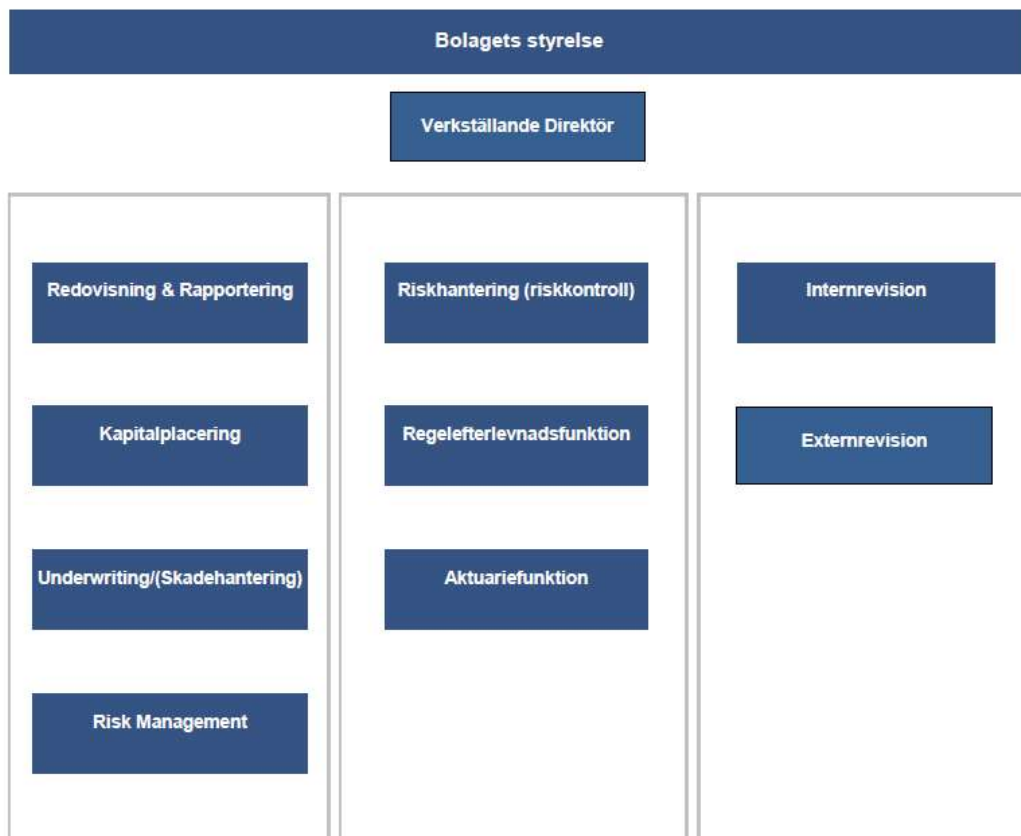 Bolagets styrelse
Verkställande Direktör
Redovisning & Rapportering
Kapitalplacering
Underwriting/(Skadehantering)
Risk Management
Riskhantering (riskkontroll)
Regelefterlevnadsfunktion
Aktuariefunktion
Internrevision
Externrevision